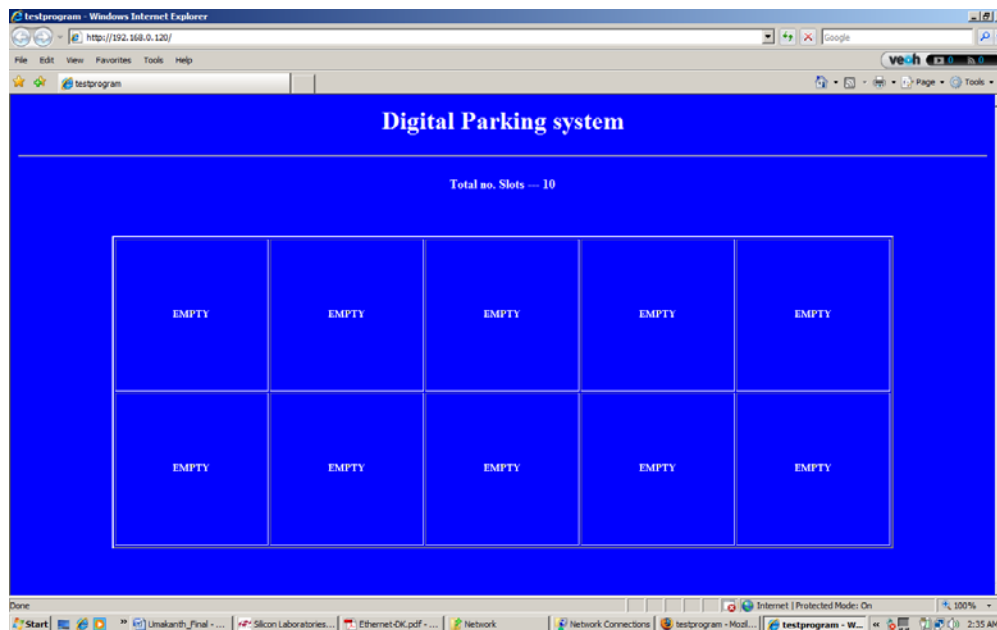 testprogram - Windows Internet Explorer
http://192.168.0.120/
Google
File Edit View Favorites Tools Help
veoh 0 0
testprogram
Page Tools
Digital Parking system
Total no. Slots --- 10
EMPTY EMPTY EMPTY EMPTY EMPTY
EMPTY EMPTY EMPTY EMPTY EMPTY
Done
Internet | Protected Mode: On
100%
Start
Umakanth_Final - ...
Silicon Laboratories...
Ethernet-DK.pdf - ...
Network
Network Connections
testprogram - Mozil...
testprogram - W...
2:35 AM